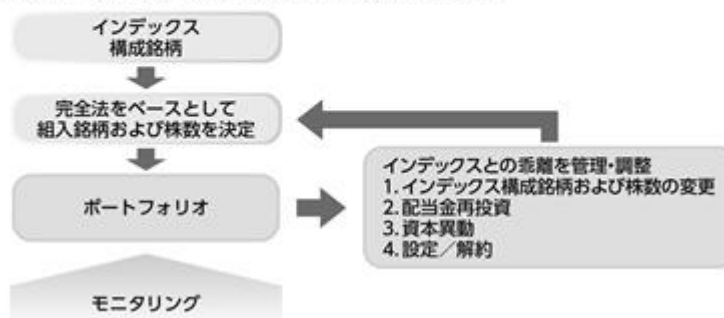 インデックス
構成銘柄
完全法をベースとして
組入銘柄および株数を決定
ポートフォリオ
インデックスとの乖離を管理・調整
1.インデックス構成銘柄および株数の変更
2.配当金再投資
3.資本異動
4.設定／解約
モニタリング